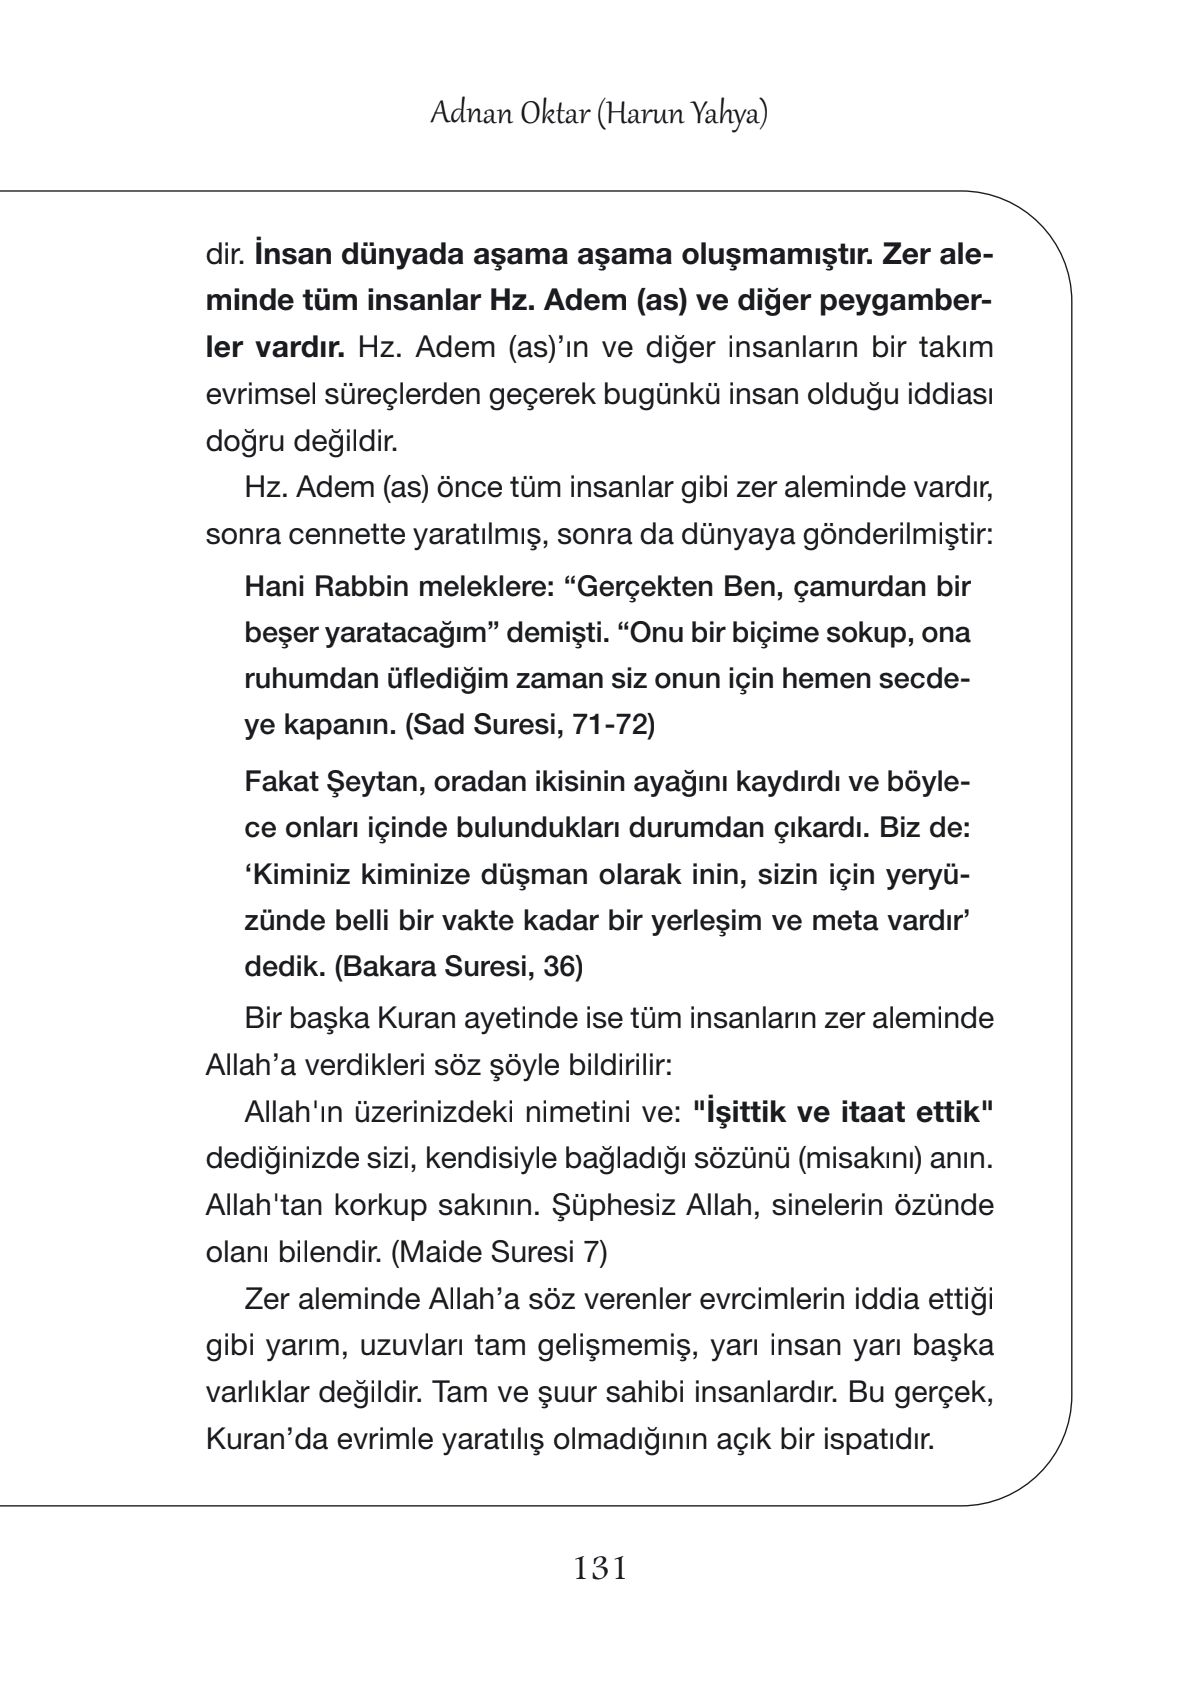 Adnan Oktar (Harun Yahya)
dir. İnsan dünyada aşama aşama oluşmamıştır. Zer ale-
minde tüm insanlar Hz. Adem (as) ve diğer peygamber-
ler vardır. Hz. Adem (as)’ın ve diğer insanların bir takım
evrimsel süreçlerden geçerek bugünkü insan olduğu iddiası
doğru değildir.
Hz. Adem (as) önce tüm insanlar gibi zer aleminde vardır,
sonra cennette yaratılmış, sonra da dünyaya gönderilmiştir:
Hani Rabbin meleklere: “Gerçekten Ben, çamurdan bir
beşer yaratacağım” demişti. “Onu bir biçime sokup, ona
ruhumdan üflediğim zaman siz onun için hemen secde-
ye kapanın. (Sad Suresi, 71-72)
Fakat Şeytan, oradan ikisinin ayağını kaydırdı ve böyle-
ce onları içinde bulundukları durumdan çıkardı. Biz de:
‘Kiminiz kiminize düşman olarak inin, sizin için yeryü-
zünde belli bir vakte kadar bir yerleşim ve meta vardır’
dedik. (Bakara Suresi, 36)
Bir başka Kuran ayetinde ise tüm insanların zer aleminde
Allah’a verdikleri söz şöyle bildirilir:
Allah'ın üzerinizdeki nimetini ve: "İşittik ve itaat ettik"
dediğinizde sizi, kendisiyle bağladığı sözünü (misakını) anın.
Allah'tan korkup sakının. Şüphesiz Allah, sinelerin özünde
olanı bilendir. (Maide Suresi 7)
Zer aleminde Allah’a söz verenler evrcimlerin iddia ettiği
gibi yarım, uzuvları tam gelişmemiş, yarı insan yarı başka
varlıklar değildir. Tam ve şuur sahibi insanlardır. Bu gerçek,
Kuran’da evrimle yaratılış olmadığının açık bir ispatıdır.
131